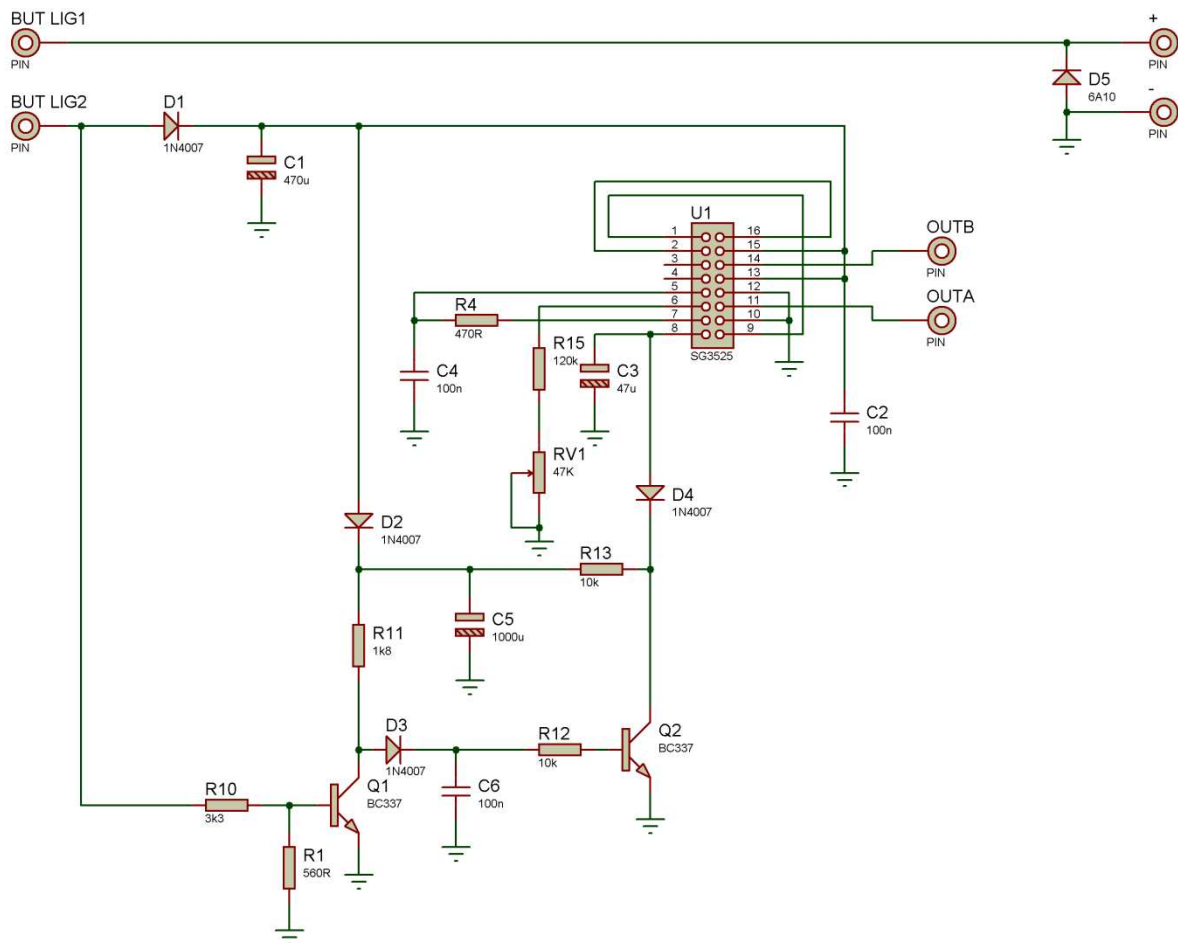 BUT LIG1
PIN
+
PIN
D5
6A10
-
PIN
BUT LIG2
PIN
D1
1N4007
C1
470u
U1
1
2
3
4
5
6
7
8
16
15
14
13
12
11
10
9
SG3525
OUTB
PIN
OUTA
PIN
R4
470R
R15
120k
C3
47u
C4
100n
C2
100n
RV1
47K
D4
1N4007
D2
1N4007
R13
10k
R11
1k8
C5
1000u
D3
1N4007
R12
10k
Q2
BC337
R10
3k3
Q1
BC337
C6
100n
R1
560R